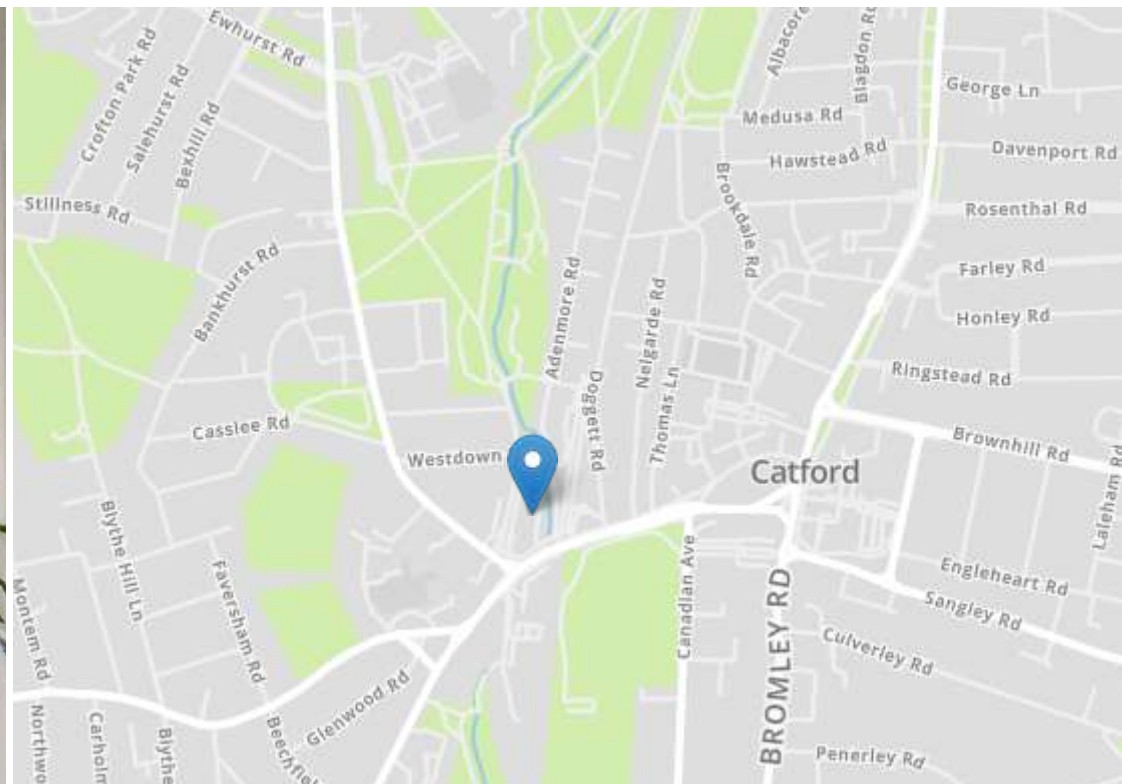 Ewhurst Rd
Crofton Park Rd
Salehurst Rd
Bexhill Rd
Albacore
Blagdon Rd
George Ln
Medusa Rd
Hawstead Rd
Davenport Rd
Stillness Rd
Brookdale Rd
Rosenthal Rd
Bankhurst Rd
Adenmore Rd
Farley Rd
Nelgarde Rd
Honley Rd
Doggett Rd
Thomas Ln
Ringstead Rd
Casslee Rd
Brownhill Rd
Westdown
Catford
Laleham Rd
Blythe Hill Ln
Faversham Rd
Canadian Ave
Engleheart Rd
Sangley Rd
Montem Rd
BROMLEY RD
Culverley Rd
Glenwood Rd
Northwo
Carholm
Blythe
Beechfiel
Penerley Rd